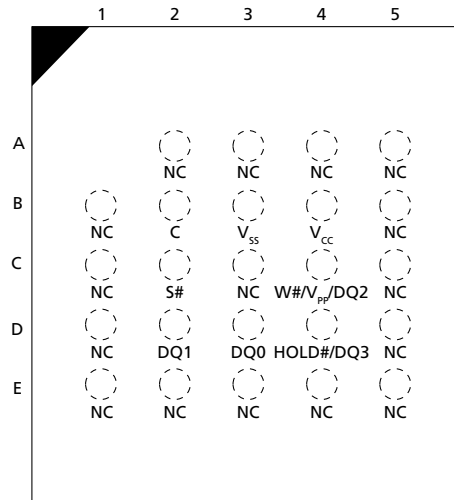 1 2 3 4 5
A
NC NC NC NC
B
NC C VSS VCC NC
C
NC S# NC W#/VPP/DQ2 NC
D
NC DQ1 DQ0 HOLD#/DQ3 NC
E
NC NC NC NC NC